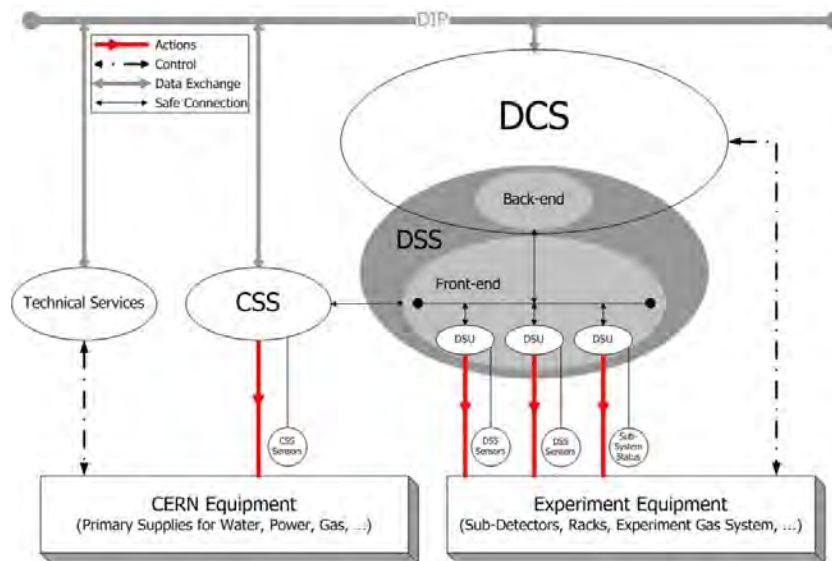 DIP
Actions
Control
Data Exchange
Safe Connection
DCS
Back-end
DSS
Front-end
Technical Services
CSS
DSU
DSU
DSU
CSS
Sensors
DSS
Sensors
DSS
Sensors
Sub-
System
Status
CERN Equipment
(Primary Supplies for Water, Power, Gas, ...)
Experiment Equipment
(Sub-Detectors, Racks, Experiment Gas System, ...)